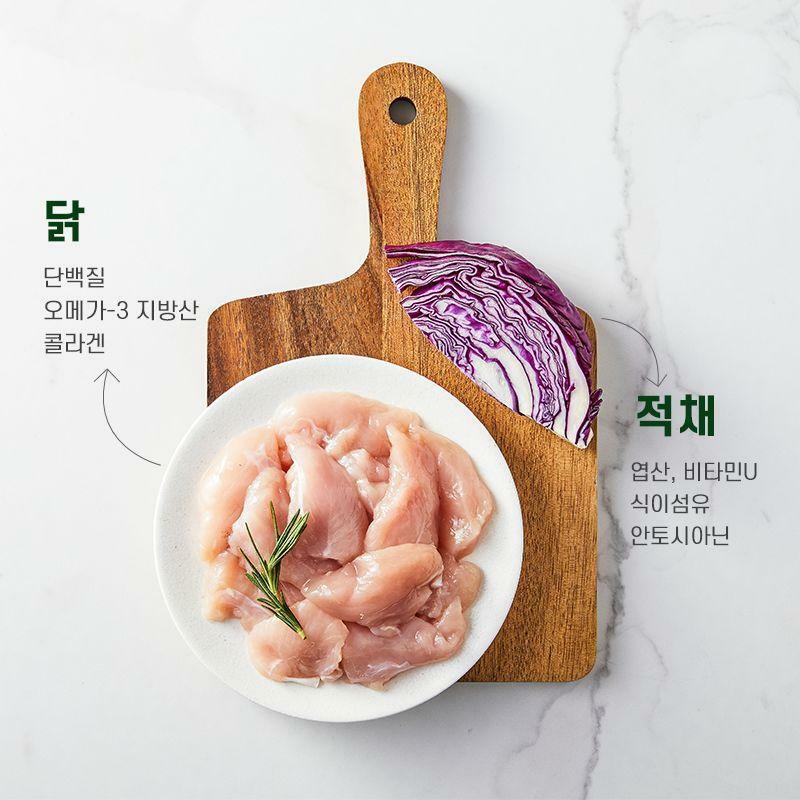 닭
단백질
오메가-3 지방산
콜라겐
적채
엽산, 비타민U
식이섬유
안토시아닌